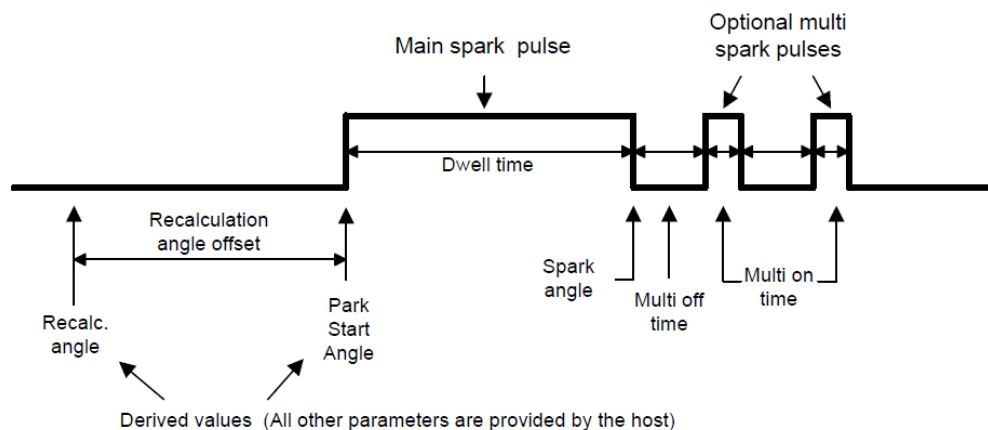 Optional multi
spark pulses
Main spark pulse
Dwell time
Recalculation
angle offset
Spark
angle
Multi off
time
Multi on
time
Recalc.
angle
Park
Start
Angle
Derived values (All other parameters are provided by the host)